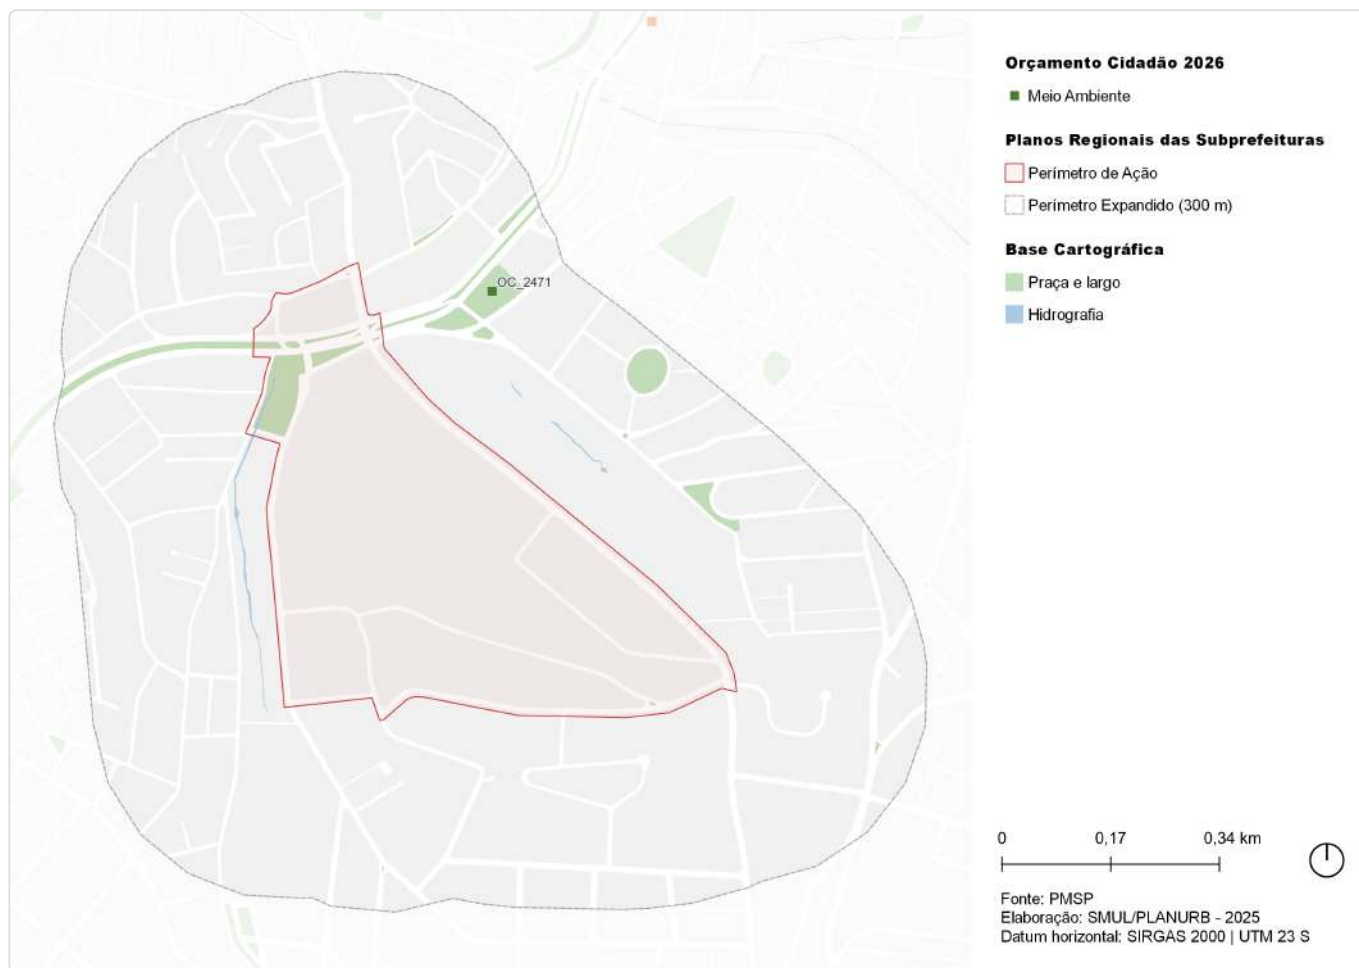 OC_2471
Orçamento Cidadão 2026
Meio Ambiente
Planos Regionais das Subprefeituras
Perímetro de Ação
Perímetro Expandido (300 m)
Base Cartográfica
Praça e largo
Hidrografia
0 0,17 0,34 km
Fonte: PMSP
Elaboração: SMUL/PLANURB - 2025
Datum horizontal: SIRGAS 2000 | UTM 23 S